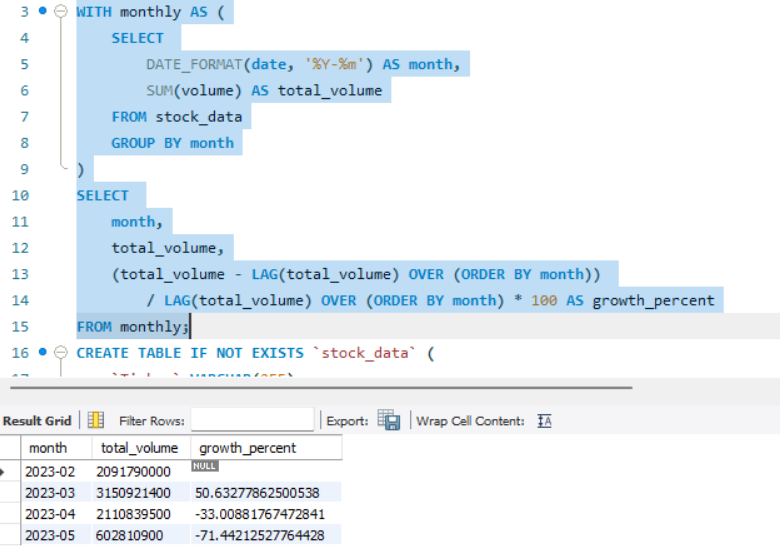 3 WITH monthly AS (
4 SELECT
5 DATE_FORMAT(date, '%Y-%m') AS month,
6 SUM(volume) AS total_volume
7 FROM stock_data
8 GROUP BY month
9 )
10 SELECT
11 month,
12 total_volume,
13 (total_volume - LAG(total_volume) OVER (ORDER BY month))
14 / LAG(total_volume) OVER (ORDER BY month) * 100 AS growth_percent
15 FROM monthly;
16 CREATE TABLE IF NOT EXISTS `stock_data` (
Result Grid Filter Rows: Export: Wrap Cell Content:
month total_volume growth_percent
2023-02 2091790000 NULL
2023-03 3150921400 50.63277862500538
2023-04 2110839500 -33.00881767472841
2023-05 602810900 -71.44212527764428